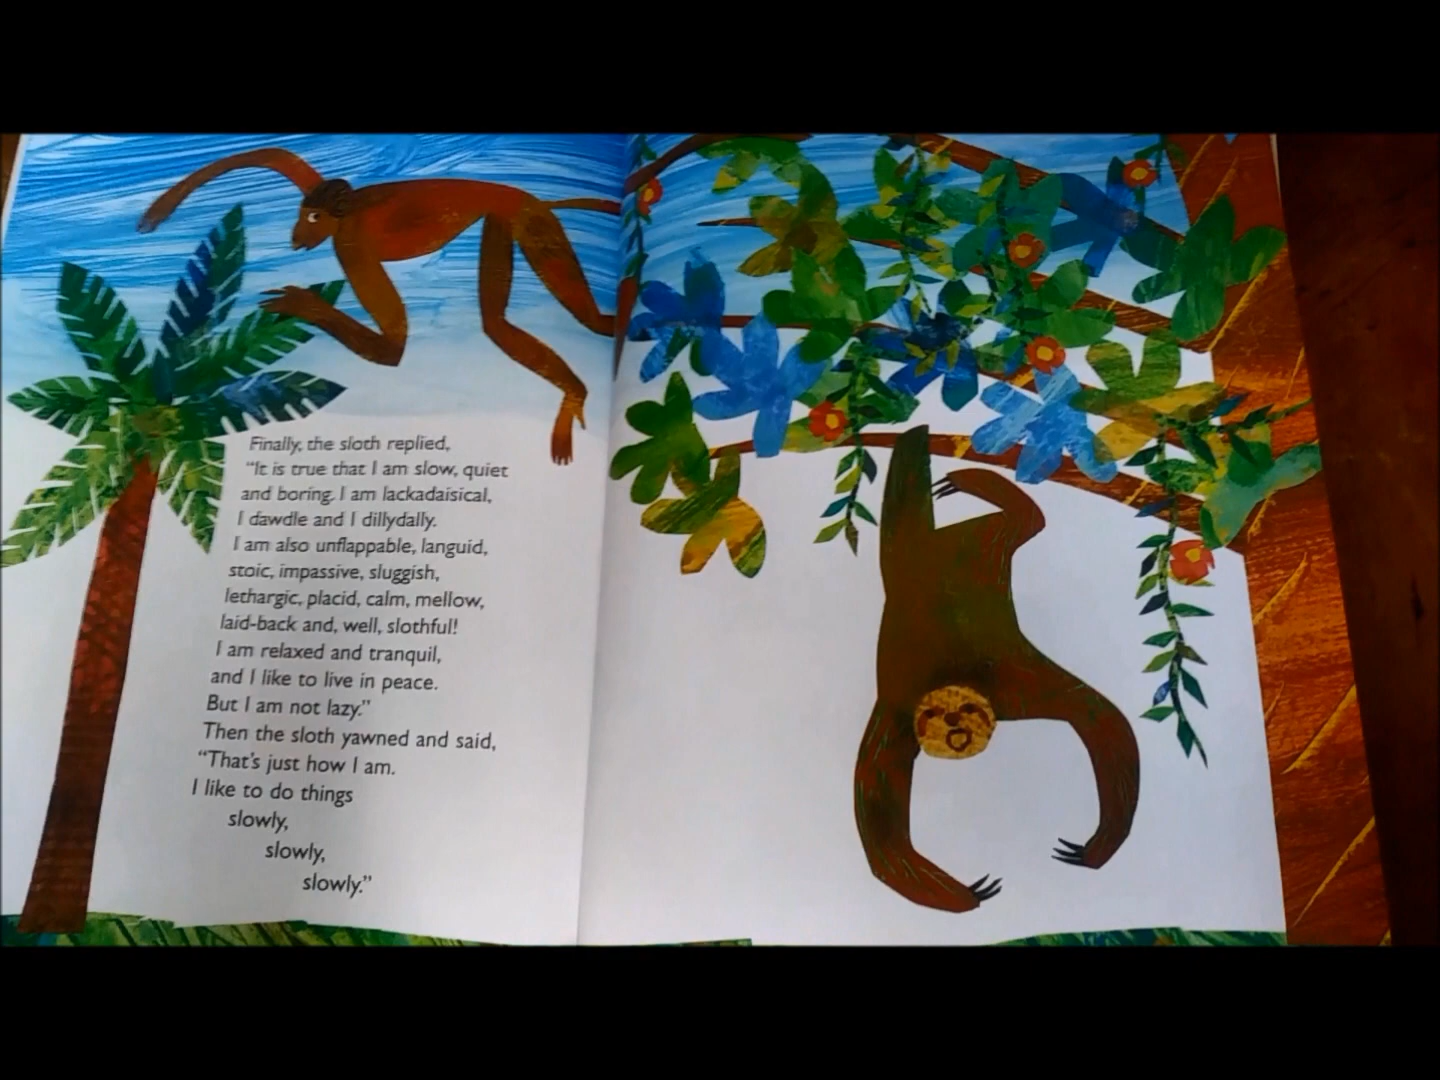 Finally, the sloth replied,
“It is true that I am slow, quiet
and boring. I am lackadaisical,
I dawdle and I dillydally.
I am also unflappable, languid,
stoic, impassive, sluggish,
lethargic, placid, calm, mellow,
laid-back and, well, slothful!
I am relaxed and tranquil,
and I like to live in peace.
But I am not lazy.”
Then the sloth yawned and said,
“That’s just how I am.
I like to do things
slowly,
slowly,
slowly.”